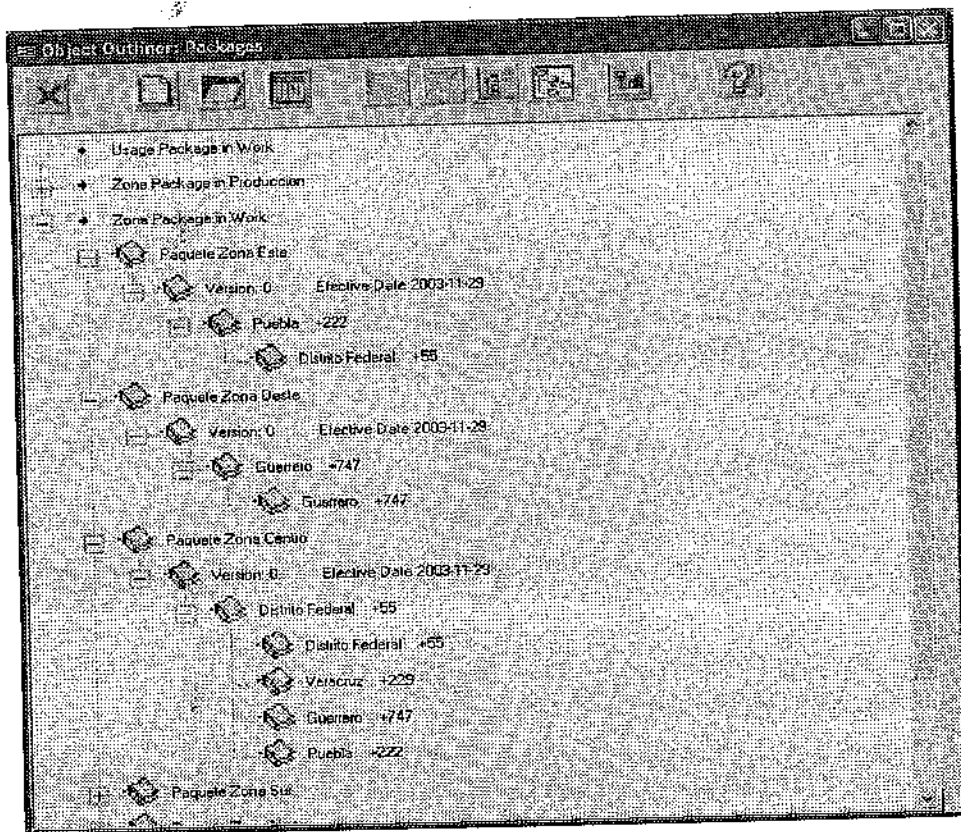 Object Outliner: Packages
Usage Package in Work
Zona Package in Produccion
Zona Package in Work
Paquete Zona Este
Version: 0 Efective Date 2003-11-29
Puebla +222
Distrito Federal +55
Paquete Zona Oeste
Version: 0 Efective Date 2003-11-29
Guerrero +747
Guerrero +747
Paquete Zona Centro
Version: 0 Efective Date 2003-11-29
Distrito Federal +55
Distrito Federal +55
Veracruz +229
Guerrero +747
Puebla +222
Paquete Zona Sur